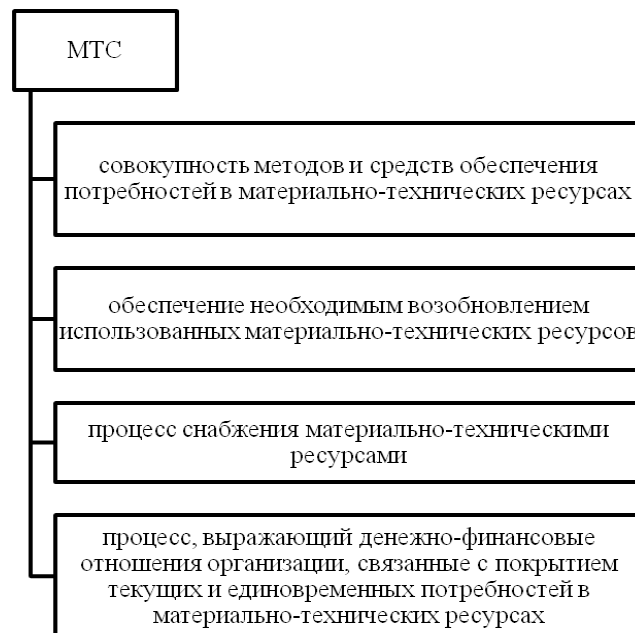 МТС
совокупность методов и средств обеспечения
потребностей в материально-технических ресурсах
обеспечение необходимым возобновлением
использованных материально-технических ресурсов
процесс снабжения материально-техническими
ресурсами
процесс, выражающий денежно-финансовые
отношения организации, связанные с покрытием
текущих и единовременных потребностей в
материально-технических ресурсах